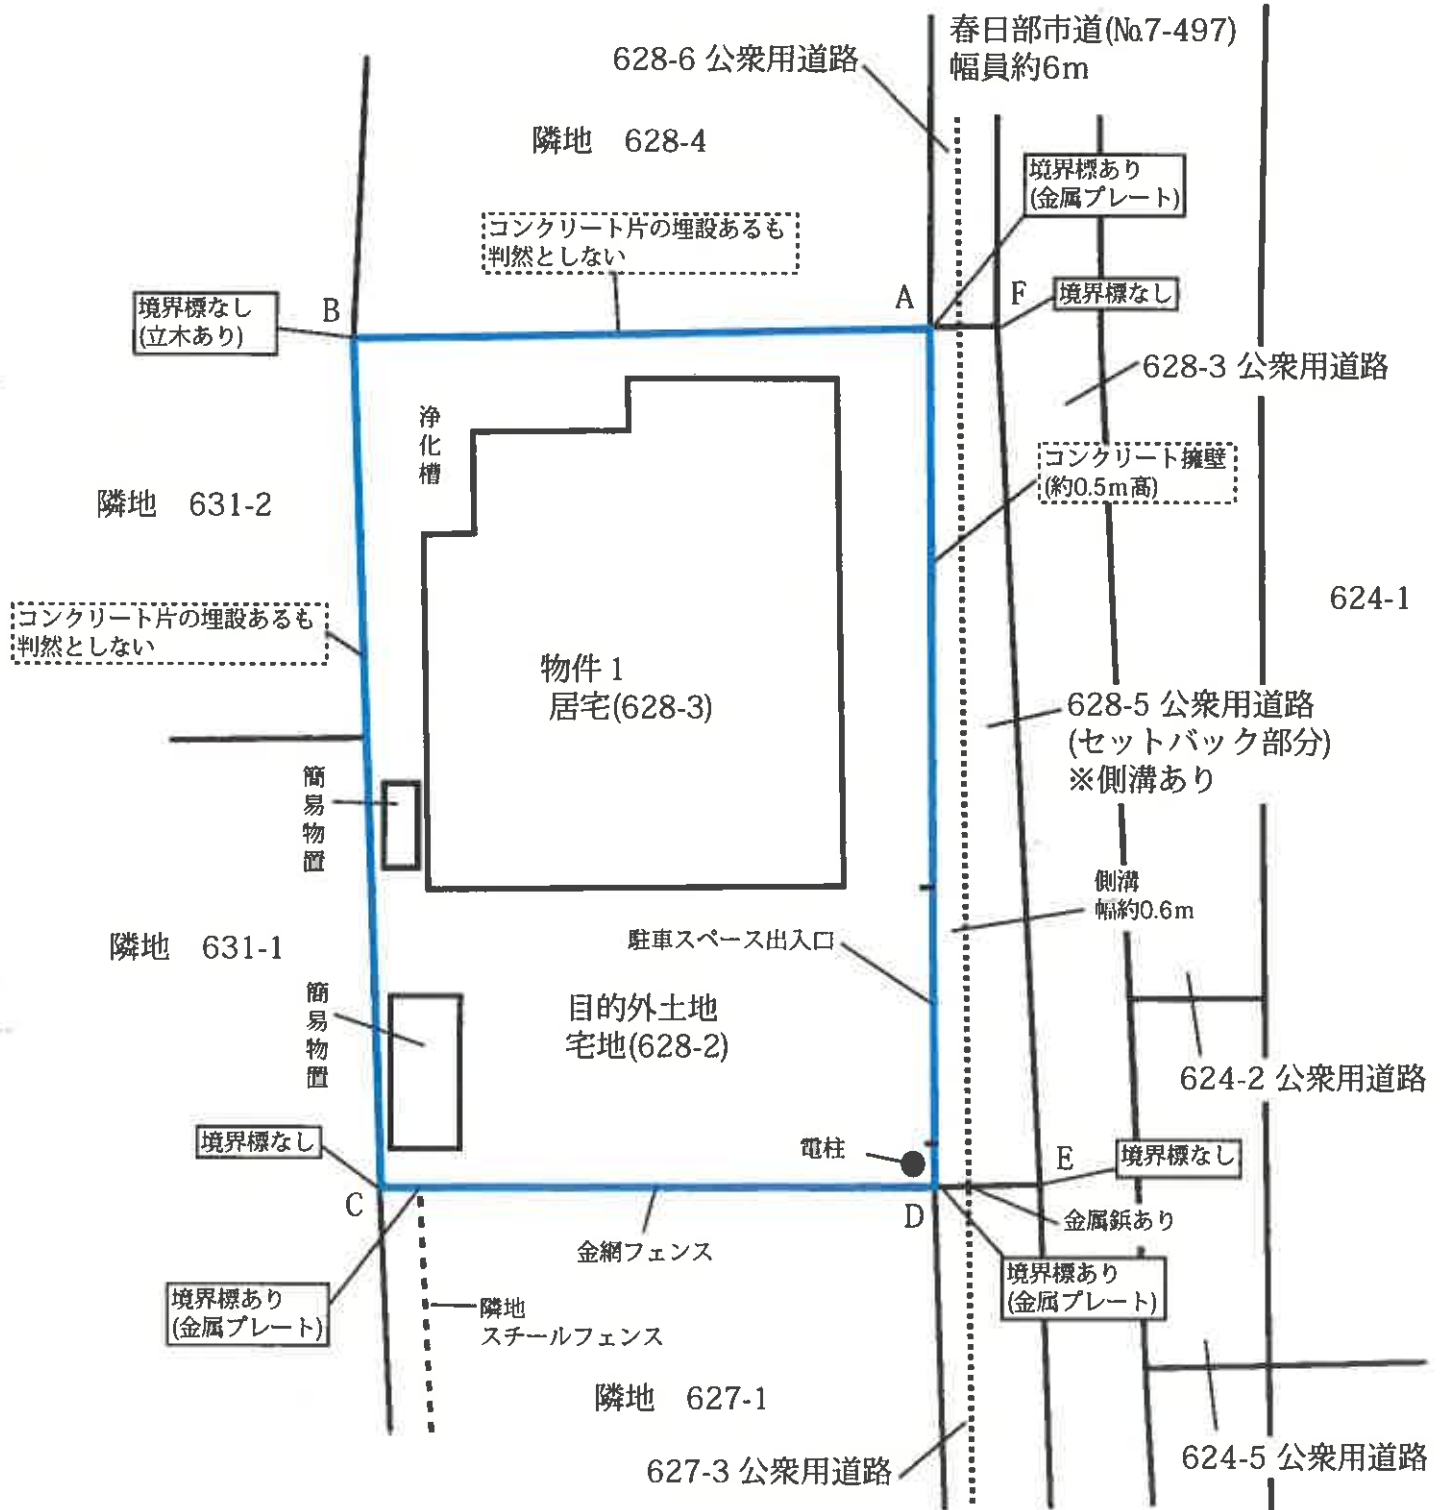 春日部市道(№7-497)
幅員約6m
628-6 公衆用道路
隣地 628-4
境界標あり
(金属プレート)
コンクリート片の埋設あるも
判然としない
境界標なし
(立木あり)
B
A
F
境界標なし
628-3 公衆用道路
浄化槽
コンクリート擁壁
(約0.5m高)
隣地 631-2
624-1
コンクリート片の埋設あるも
判然としない
物件1
居宅(628-3)
628-5 公衆用道路
(セットバック部分)
※側溝あり
簡易物置
側溝
幅約0.6m
隣地 631-1
駐車スペース出入口
簡易物置
目的外土地
宅地(628-2)
624-2 公衆用道路
境界標なし
電柱
E
境界標なし
C
D
金属鋲あり
金網フェンス
境界標あり
(金属プレート)
境界標あり
(金属プレート)
隣地
スチールフェンス
隣地 627-1
627-3 公衆用道路
624-5 公衆用道路